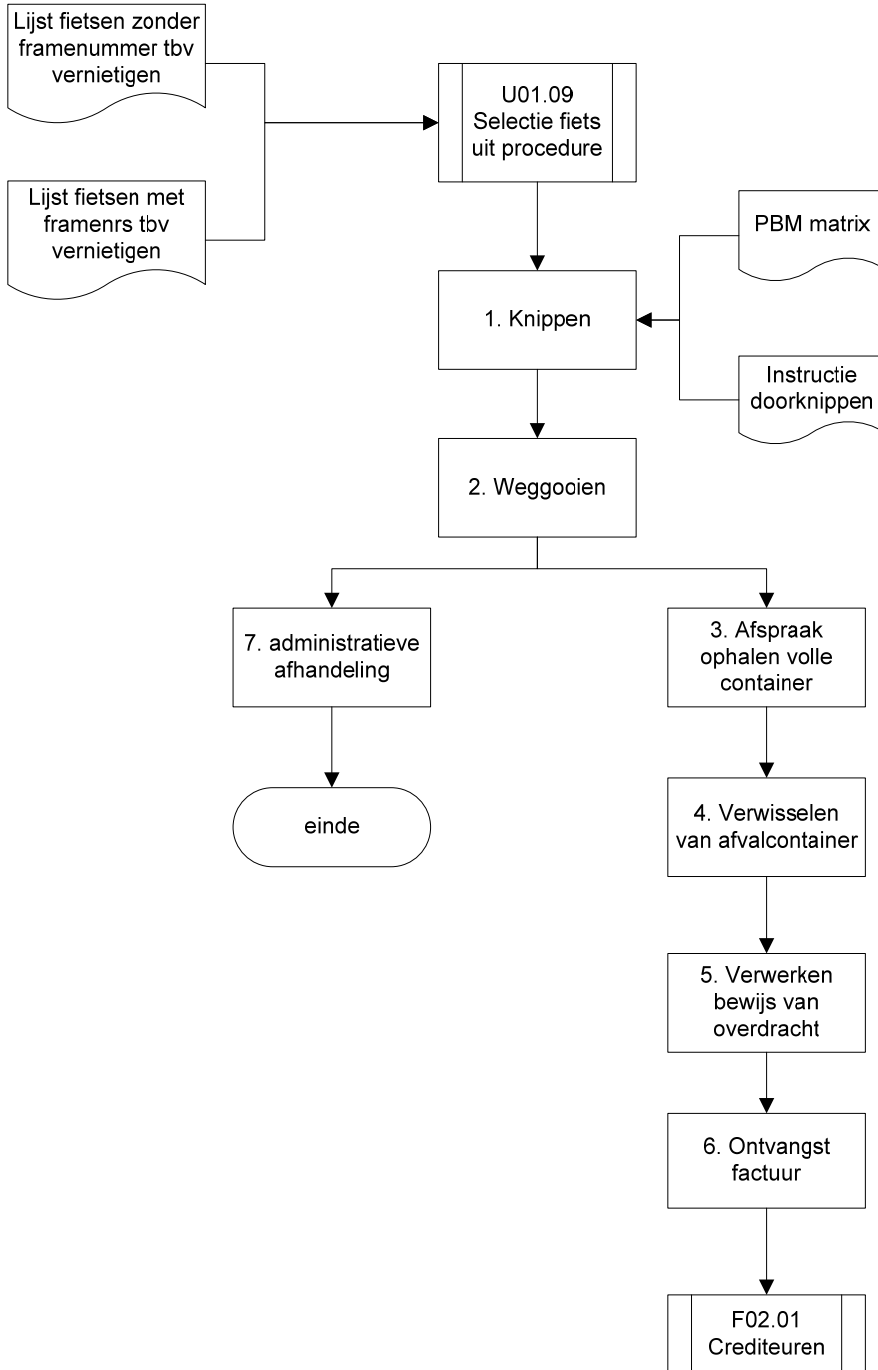 Lijst fietsen zonder
framenummer tbv
vernietigen
U01.09
Selectie fiets
uit procedure
Lijst fietsen met
framenrs tbv
vernietigen
PBM matrix
1. Knippen
Instructie
doorknippen
2. Weggooien
7. administratieve
afhandeling
3. Afspraak
ophalen volle
container
einde
4. Verwisselen
van afvalcontainer
5. Verwerken
bewijs van
overdracht
6. Ontvangst
factuur
F02.01
Crediteuren